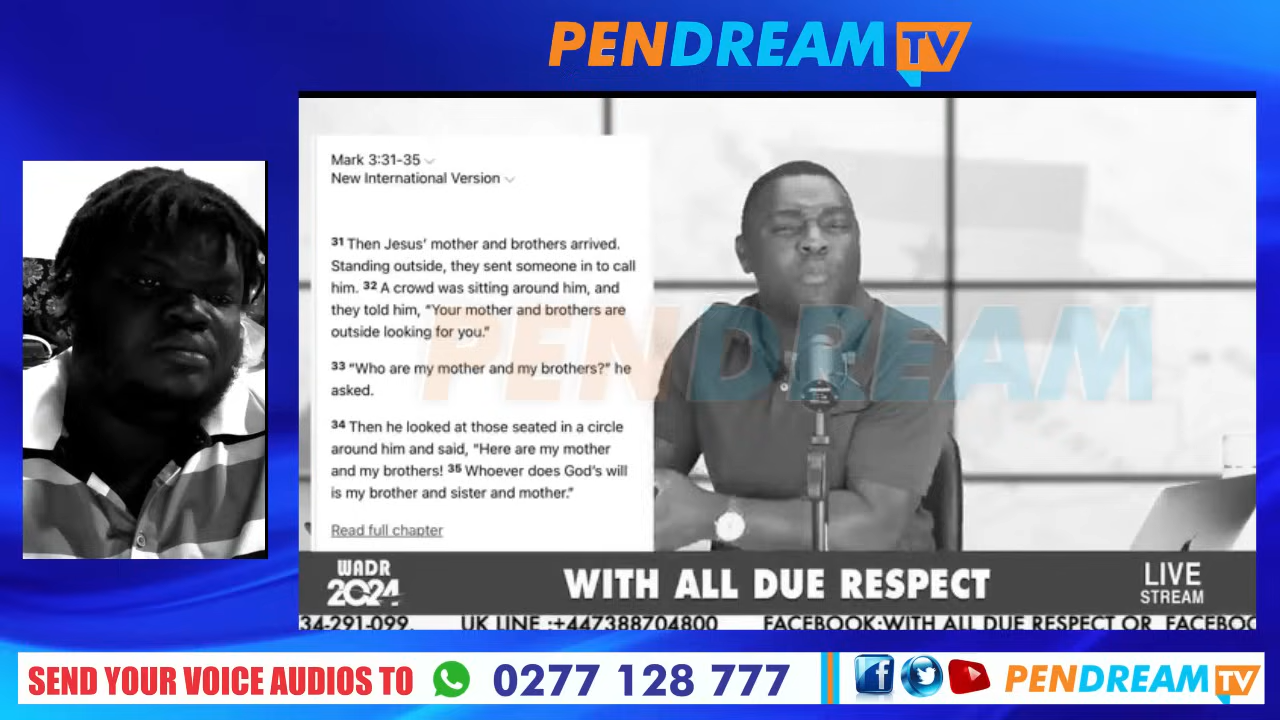 PENDREAM TV
Mark 3:31-35
New International Version
31 Then Jesus’ mother and brothers arrived.
Standing outside, they sent someone in to call
him. 32 A crowd was sitting around him, and
they told him, “Your mother and brothers are
outside looking for you.”
33 “Who are my mother and my brothers?” he
asked.
34 Then he looked at those seated in a circle
around him and said, “Here are my mother
and my brothers! 35 Whoever does God’s will
is my brother and sister and mother.”
Read full chapter
PENDREAM
WADR
2024
WITH ALL DUE RESPECT
LIVE
STREAM
34-291-099. UK LINE :+447388704800 FACEBOOK:WITH ALL DUE RESPECT OR FACEBOO
SEND YOUR VOICE AUDIOS TO 0277 128 777 PENDREAM TV